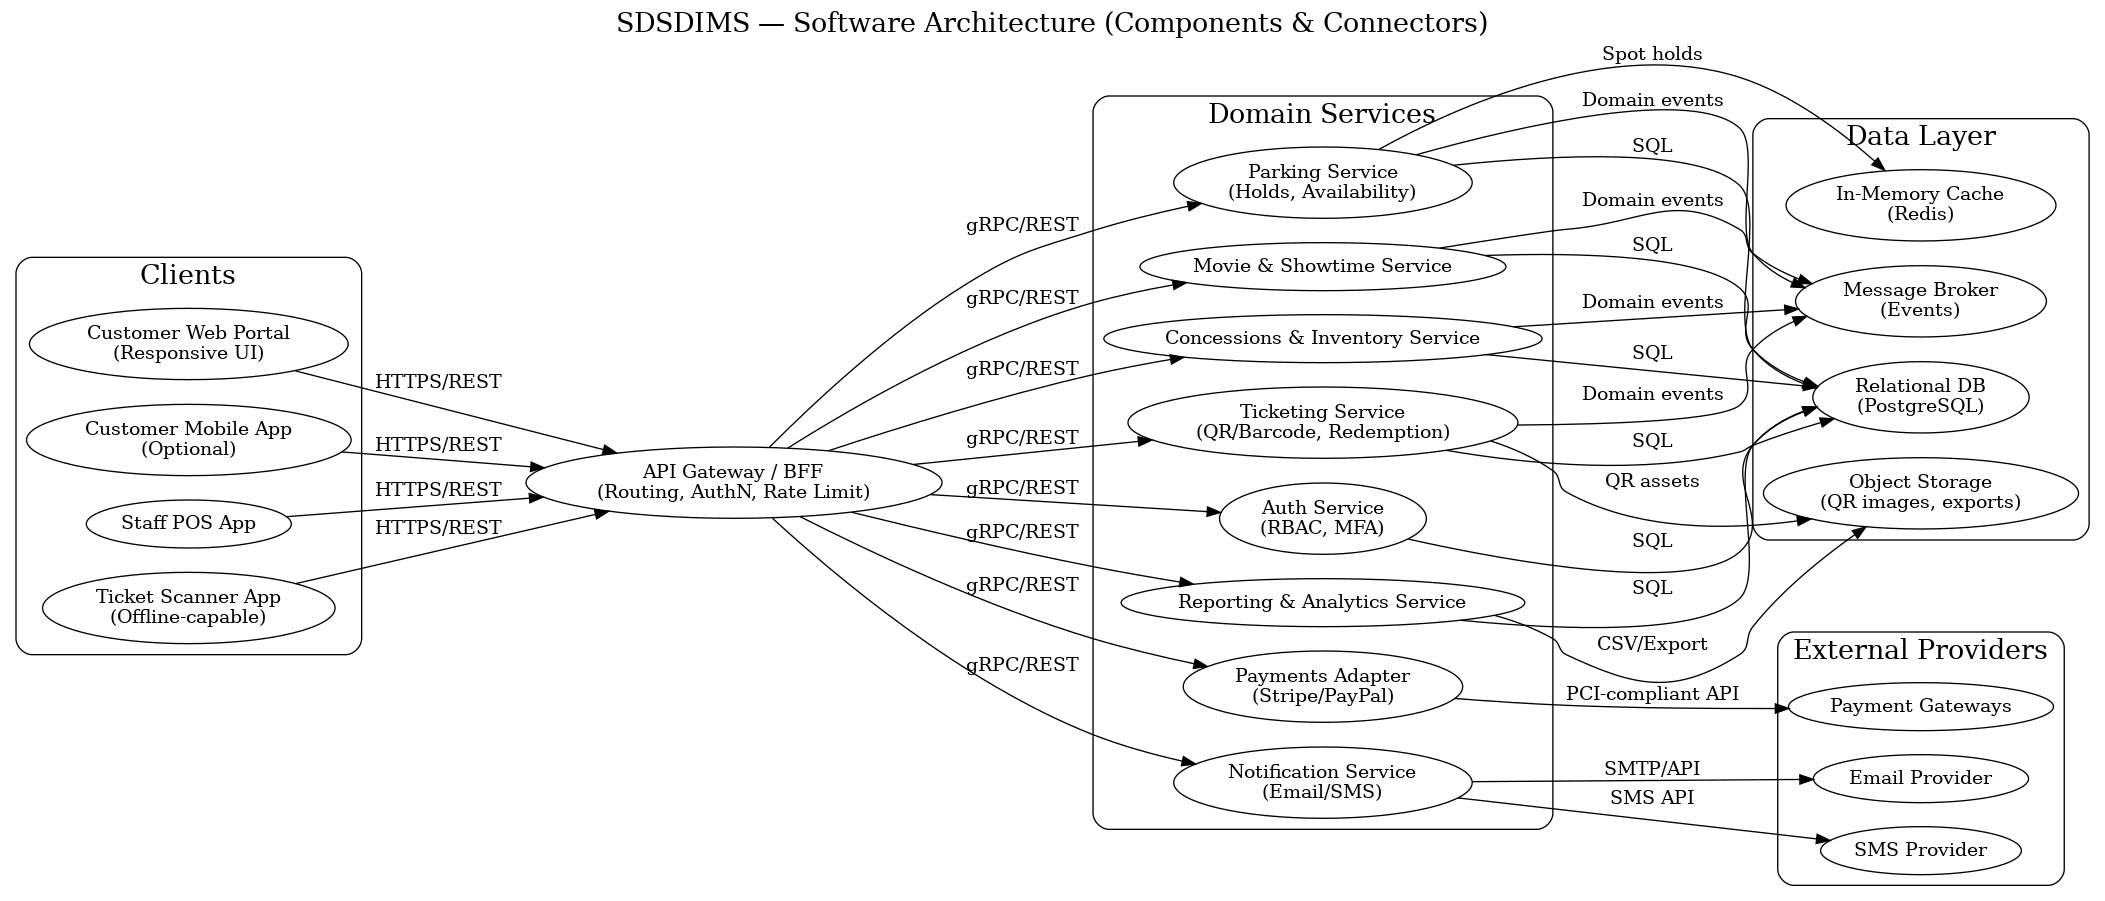 SDSDIMS — Software Architecture (Components & Connectors)
Clients
Customer Web Portal
(Responsive UI)
Customer Mobile App
(Optional)
Staff POS App
Ticket Scanner App
(Offline-capable)
HTTPS/REST
HTTPS/REST
HTTPS/REST
HTTPS/REST
API Gateway / BFF
(Routing, AuthN, Rate Limit)
gRPC/REST
gRPC/REST
gRPC/REST
gRPC/REST
gRPC/REST
gRPC/REST
gRPC/REST
gRPC/REST
Domain Services
Parking Service
(Holds, Availability)
Movie & Showtime Service
Concessions & Inventory Service
Ticketing Service
(QR/Barcode, Redemption)
Auth Service
(RBAC, MFA)
Reporting & Analytics Service
Payments Adapter
(Stripe/PayPal)
Notification Service
(Email/SMS)
Spot holds
Domain events
SQL
Domain events
SQL
Domain events
SQL
Domain events
SQL
QR assets
SQL
SQL
CSV/Export
PCI-compliant API
SMTP/API
SMS API
Data Layer
In-Memory Cache
(Redis)
Message Broker
(Events)
Relational DB
(PostgreSQL)
Object Storage
(QR images, exports)
External Providers
Payment Gateways
Email Provider
SMS Provider